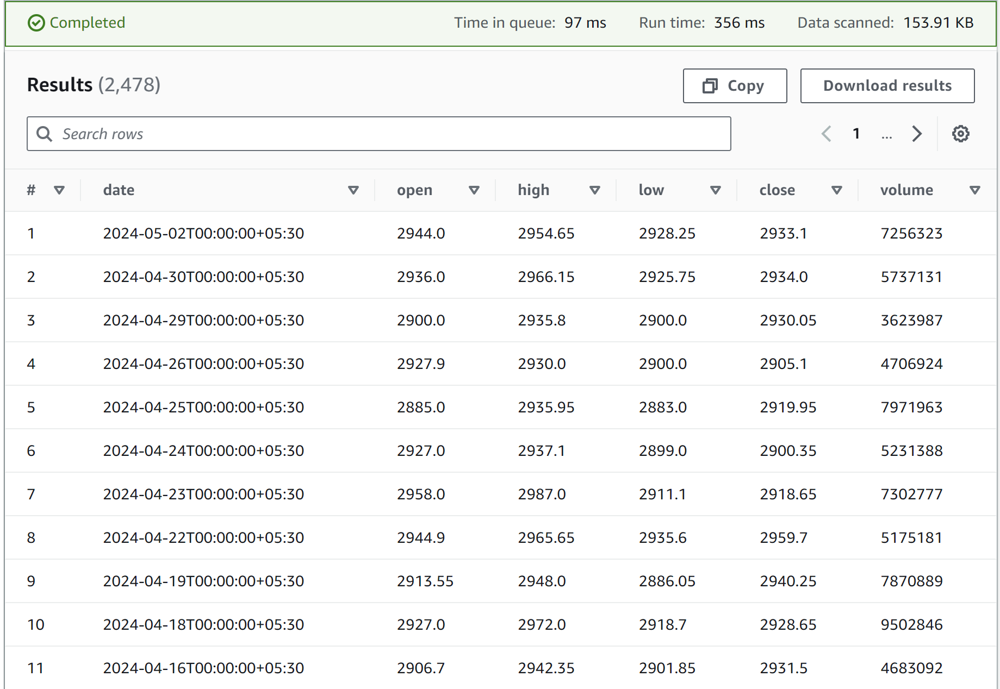 Completed Time in queue: 97 ms Run time: 356 ms Data scanned: 153.91 KB
Results (2,478) Copy Download results
Search rows 1 ...
# date open high low close volume
1 2024-05-02T00:00:00+05:30 2944.0 2954.65 2928.25 2933.1 7256323
2 2024-04-30T00:00:00+05:30 2936.0 2966.15 2925.75 2934.0 5737131
3 2024-04-29T00:00:00+05:30 2900.0 2935.8 2900.0 2930.05 3623987
4 2024-04-26T00:00:00+05:30 2927.9 2930.0 2900.0 2905.1 4706924
5 2024-04-25T00:00:00+05:30 2885.0 2935.95 2883.0 2919.95 7971963
6 2024-04-24T00:00:00+05:30 2927.0 2937.1 2899.0 2900.35 5231388
7 2024-04-23T00:00:00+05:30 2958.0 2987.0 2911.1 2918.65 7302777
8 2024-04-22T00:00:00+05:30 2944.9 2965.65 2935.6 2959.7 5175181
9 2024-04-19T00:00:00+05:30 2913.55 2948.0 2886.05 2940.25 7870889
10 2024-04-18T00:00:00+05:30 2927.0 2972.0 2918.7 2928.65 9502846
11 2024-04-16T00:00:00+05:30 2906.7 2942.35 2901.85 2931.5 4683092